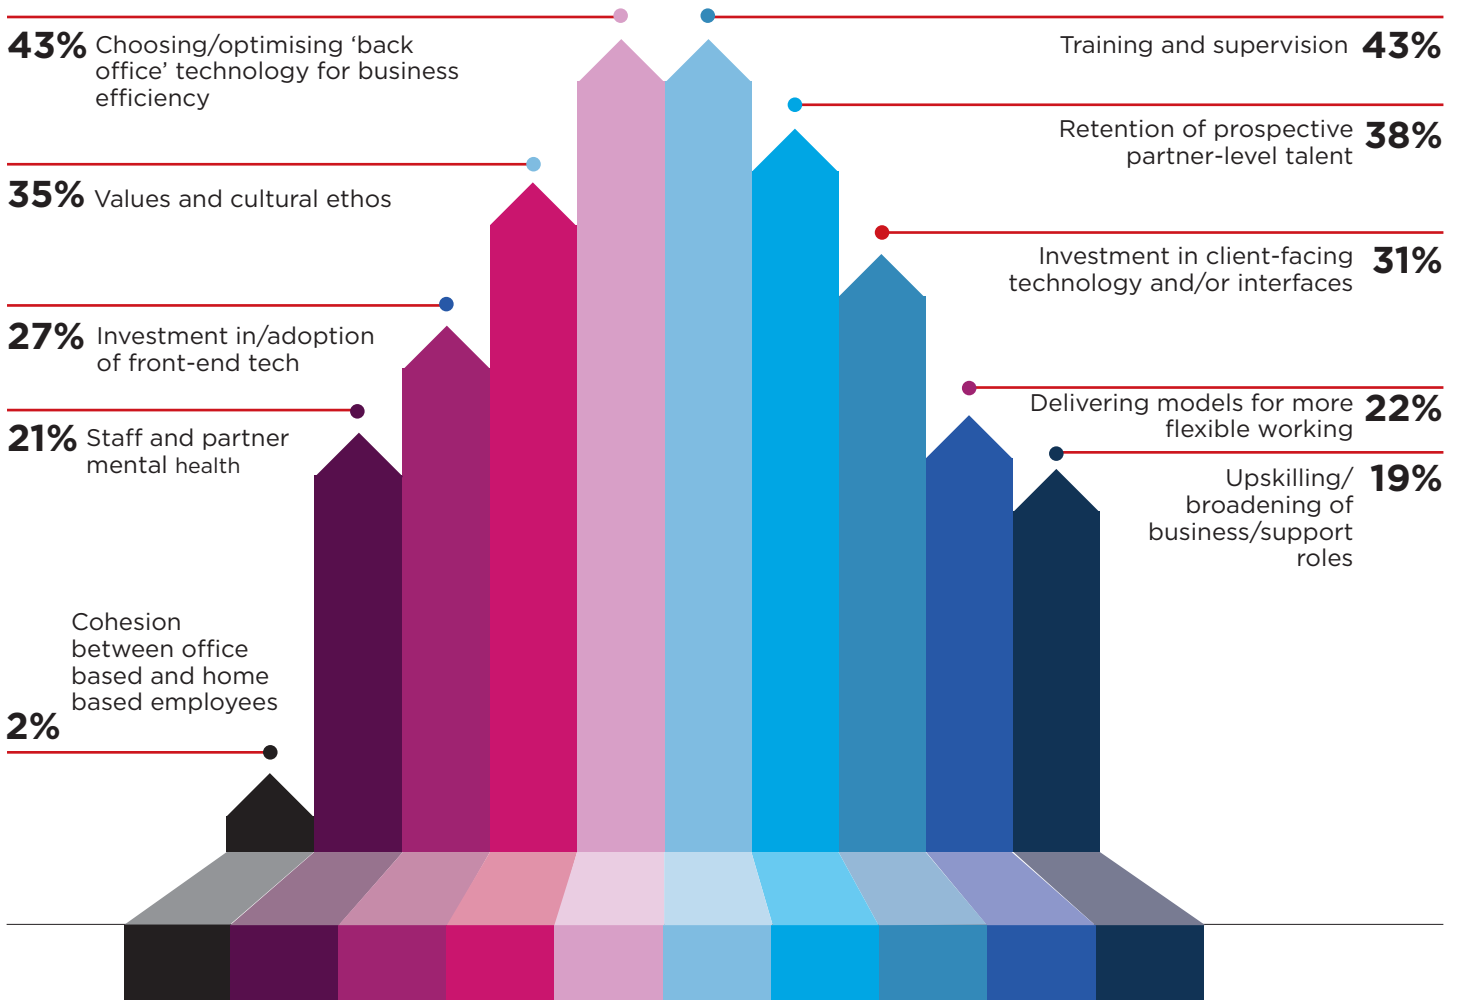 43% Choosing/optimising ‘back
office’ technology for business
efficiency
35% Values and cultural ethos
27% Investment in/adoption
of front-end tech
21% Staff and partner
mental health
Cohesion
between office
based and home
based employees
2%
Training and supervision 43%
Retention of prospective 38%
partner-level talent
Investment in client-facing 31%
technology and/or interfaces
Delivering models for more 22%
flexible working
Upskilling/ 19%
broadening of
business/support
roles